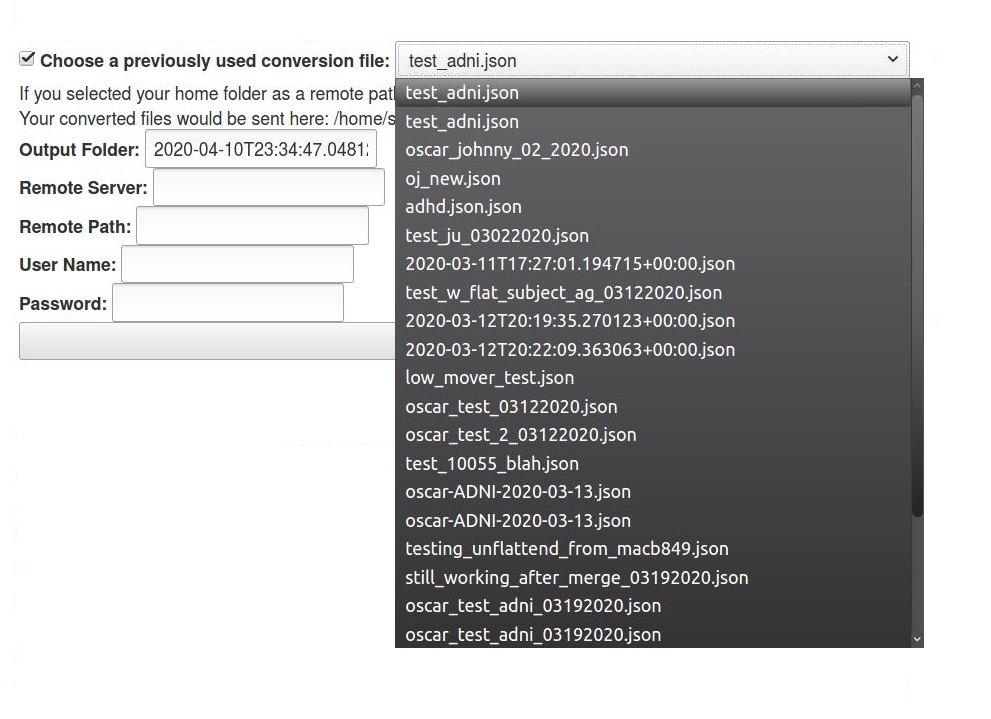 Choose a previously used conversion file: test_adni.json
If you selected your home folder as a remote
Your converted files would be sent here:
Output Folder: 2020-04-10T23:34:47.0481
Remote Server:
Remote Path:
User Name:
Password:
test_adni.json
test_adni.json
oscar_johnny_02_2020.json
oj_new.json
adhd.json.json
test_ju_03022020.json
2020-03-11T17:27:01.194715+00:00.json
test_w_flat_subject_ag_03122020.json
2020-03-12T20:19:35.270123+00:00.json
2020-03-12T20:22:09.363063+00:00.json
low_mover_test.json
oscar_test_03122020.json
oscar_test_2_03122020.json
test_10055_blah.json
oscar-ADNI-2020-03-13.json
oscar-ADNI-2020-03-13.json
testing_unflattend_from_macb849.json
still_working_after_merge_03192020.json
oscar_test_adni_03192020.json
oscar_test_adni_03192020.json